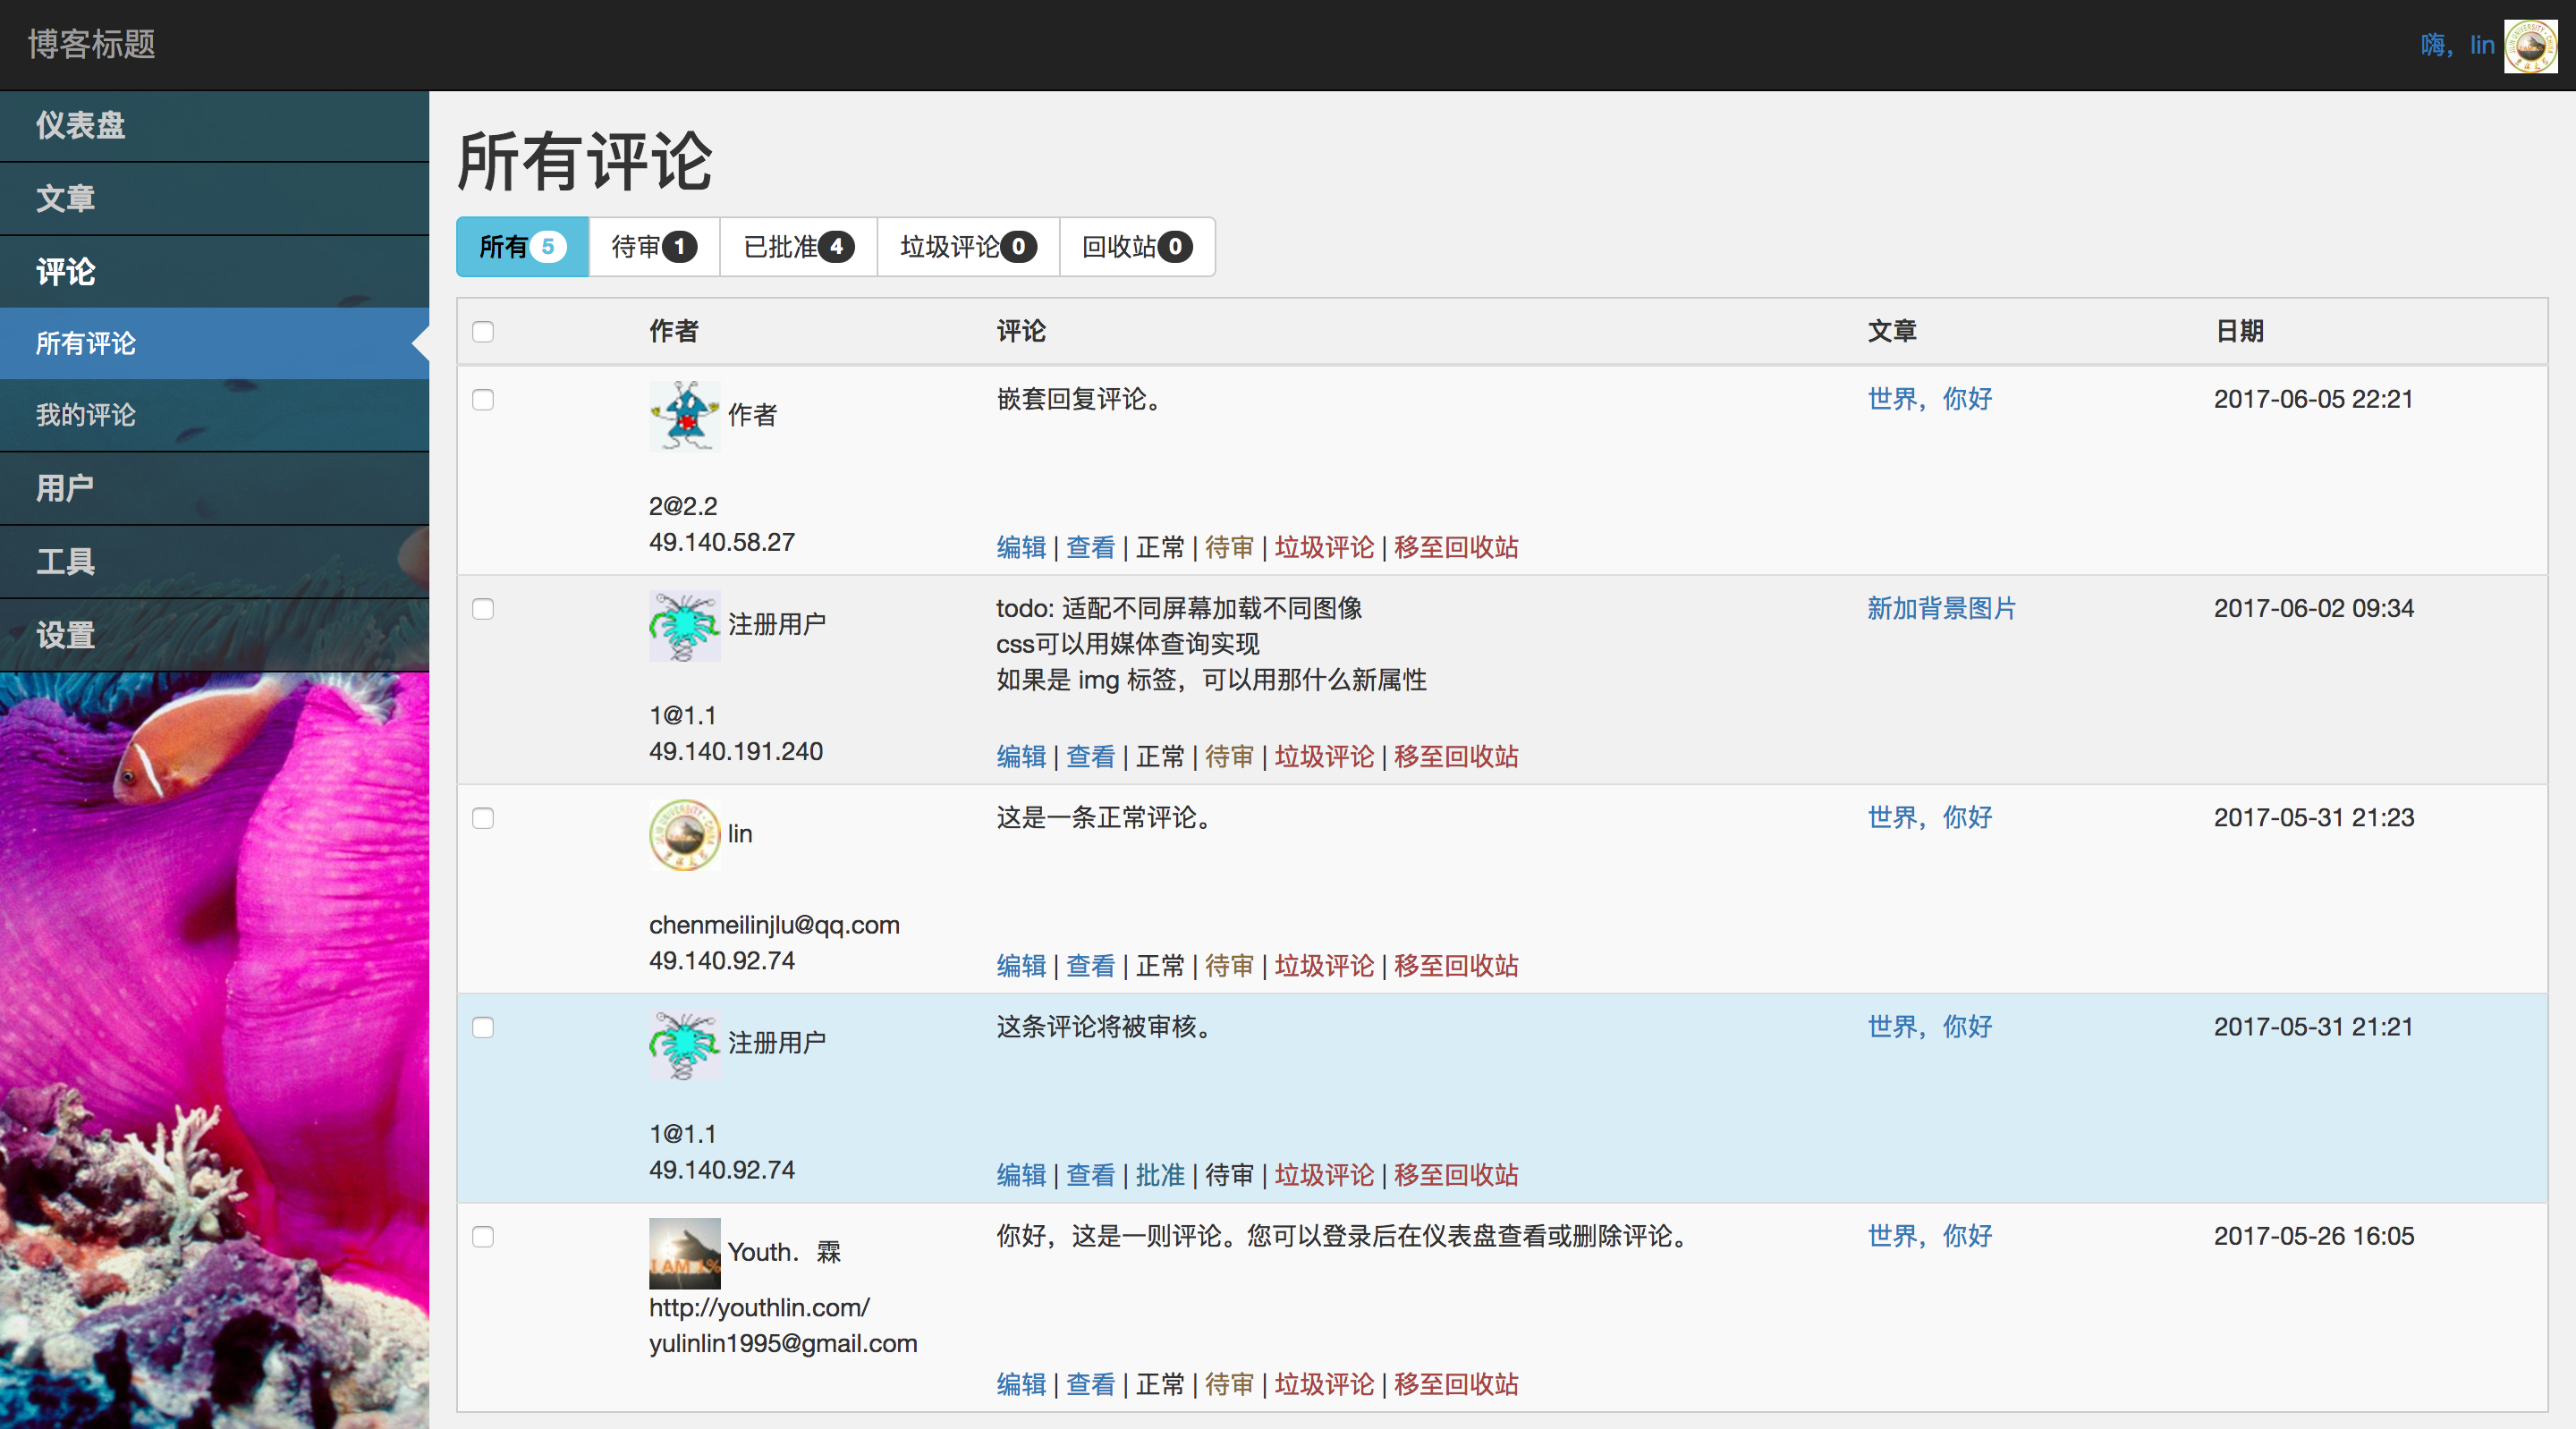 博客标题
嗨，lin
仪表盘
文章
评论
所有评论
我的评论
用户
工具
设置
所有评论
所有 5 待审 1 已批准 4 垃圾评论 0 回收站 0
作者 评论 文章 日期
作者 嵌套回复评论。 世界，你好 2017-06-05 22:21
2@2.2
49.140.58.27
编辑 | 查看 | 正常 | 待审 | 垃圾评论 | 移至回收站
注册用户 todo: 适配不同屏幕加载不同图像 新加背景图片 2017-06-02 09:34
css可以用媒体查询实现
如果是 img 标签，可以用那什么新属性
1@1.1
49.140.191.240
编辑 | 查看 | 正常 | 待审 | 垃圾评论 | 移至回收站
lin 这是一条正常评论。 世界，你好 2017-05-31 21:23
chenmeilinjlu@qq.com
49.140.92.74
编辑 | 查看 | 正常 | 待审 | 垃圾评论 | 移至回收站
注册用户 这条评论将被审核。 世界，你好 2017-05-31 21:21
1@1.1
49.140.92.74
编辑 | 查看 | 批准 | 待审 | 垃圾评论 | 移至回收站
Youth．霖 你好，这是一则评论。您可以登录后在仪表盘查看或删除评论。 世界，你好 2017-05-26 16:05
I AM 1%
http://youthlin.com/
yulinlin1995@gmail.com
编辑 | 查看 | 正常 | 待审 | 垃圾评论 | 移至回收站